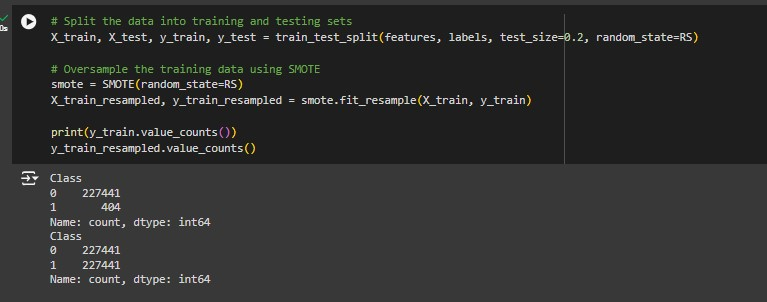 # Split the data into training and testing sets
X_train, X_test, y_train, y_test = train_test_split(features, labels, test_size=0.2, random_state=RS)
# Oversample the training data using SMOTE
smote = SMOTE(random_state=RS)
X_train_resampled, y_train_resampled = smote.fit_resample(X_train, y_train)
print(y_train.value_counts())
y_train_resampled.value_counts()
0s
Class
0    227441
1       404
Name: count, dtype: int64
Class
0    227441
1    227441
Name: count, dtype: int64